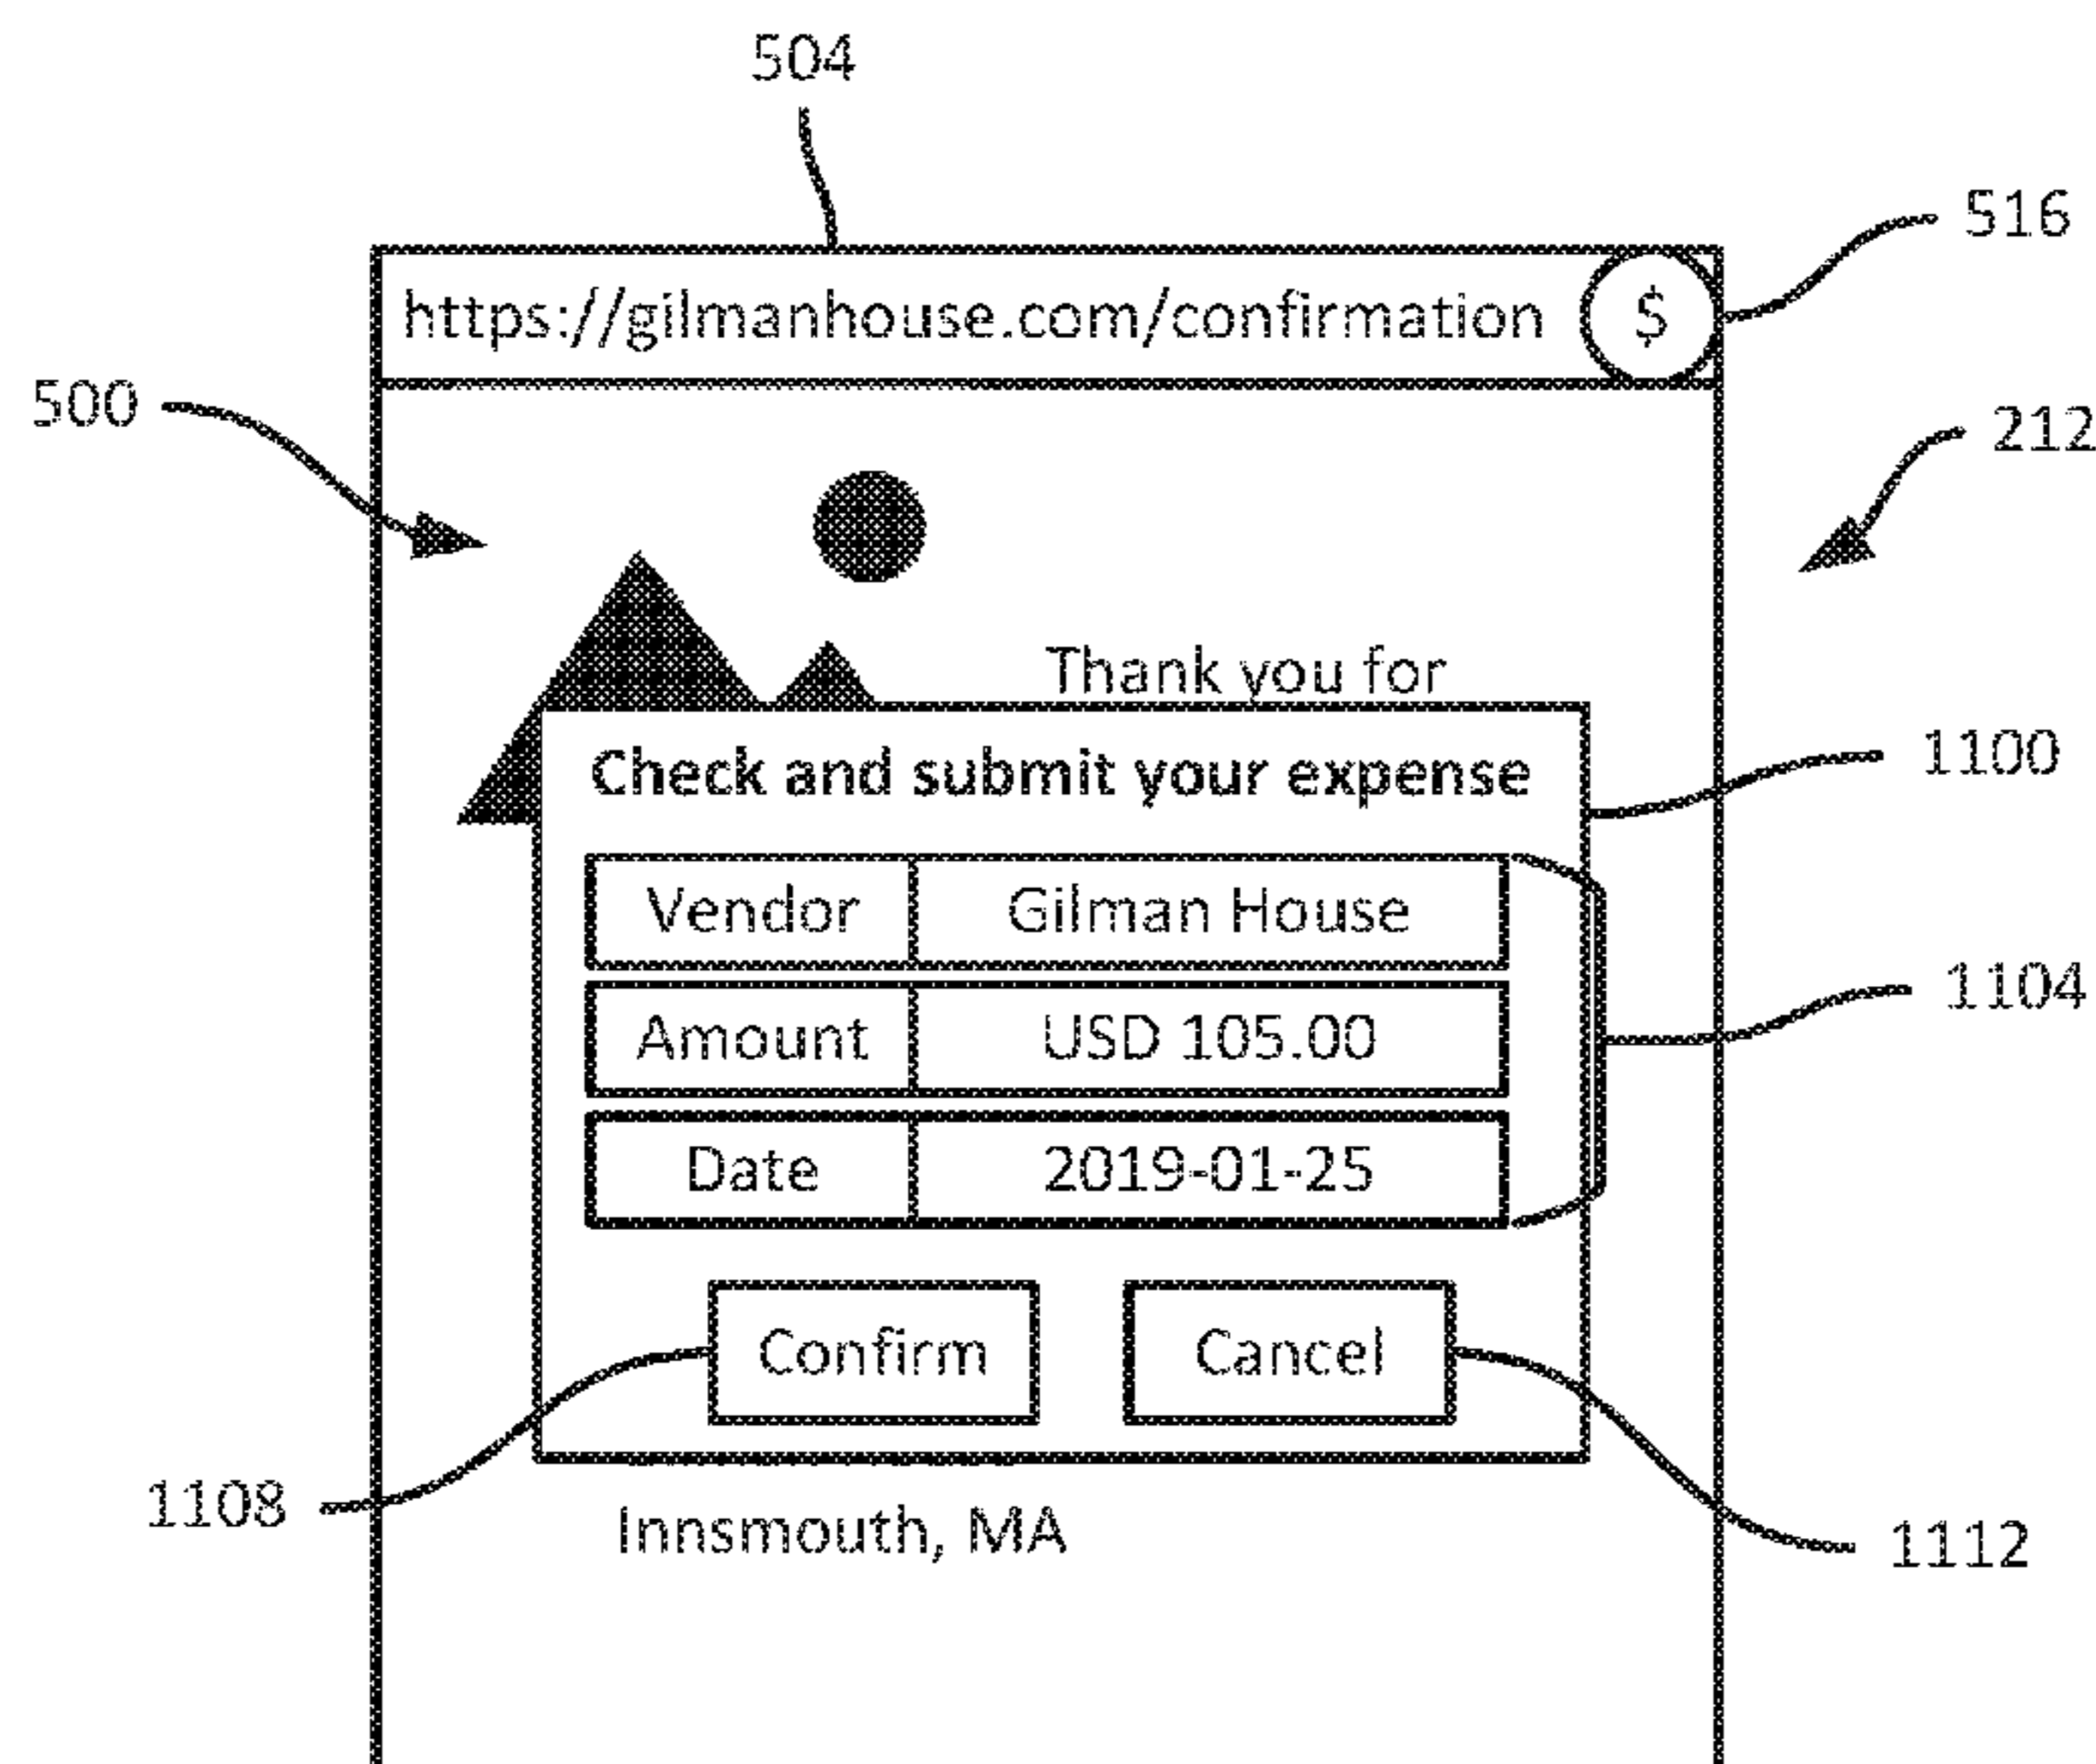 504
516
https://gilmanhouse.com/confirmation $
500
212
Thank you for
Check and submit your expense
1100
Vendor Gilman House
1104
Amount USD 105.00
Date 2019-01-25
Confirm Cancel
1108
Innsmouth, MA
1112